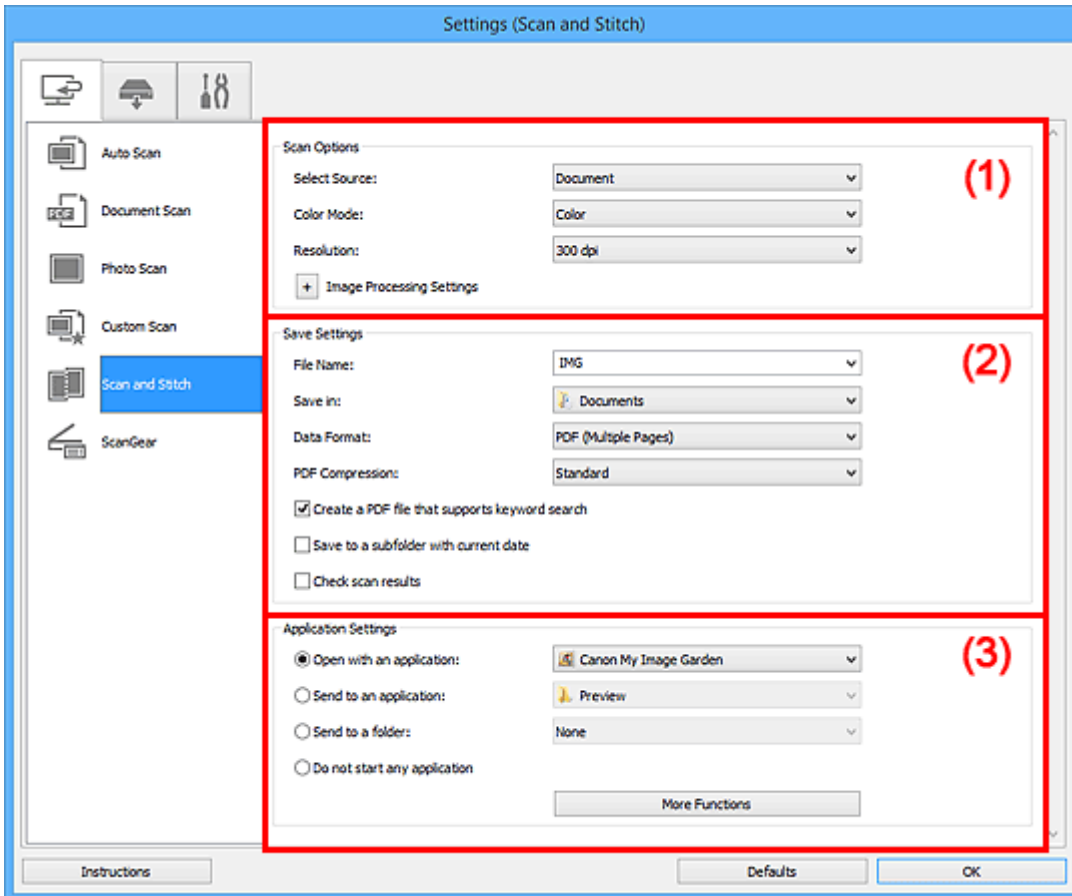 Settings (Scan and Stitch)
Auto Scan
Document Scan
Photo Scan
Custom Scan
Scan and Stitch
ScanGear
(1)
Scan Options
Select Source: Document
Color Mode: Color
Resolution: 300 dpi
+ Image Processing Settings
(2)
Save Settings
File Name: IMG
Save in: Documents
Data Format: PDF (Multiple Pages)
PDF Compression: Standard
Create a PDF file that supports keyword search
Save to a subfolder with current date
Check scan results
(3)
Application Settings
Open with an application: Canon My Image Garden
Send to an application: Preview
Send to a folder: None
Do not start any application
More Functions
Instructions Defaults OK